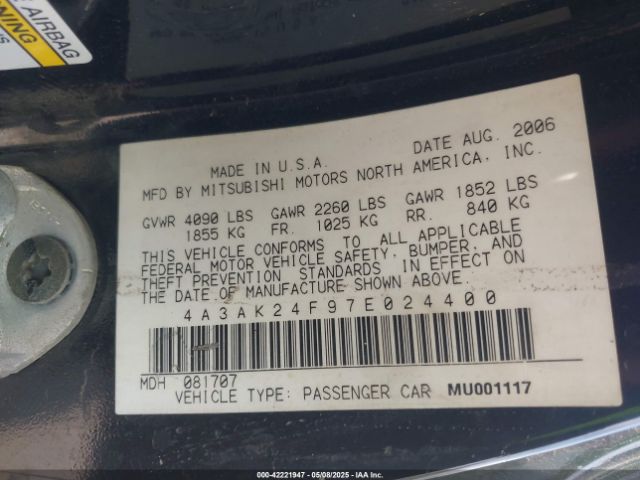 AIRBAG
MADE IN U.S.A. DATE AUG. 2006
MFD BY MITSUBISHI MOTORS NORTH AMERICA, INC.
GVWR 4090 LBS GAWR 2260 LBS GAWR 1852 LBS
1855 KG FR. 1025 KG RR. 840 KG
THIS VEHICLE CONFORMS TO ALL APPLICABLE
FEDERAL MOTOR VEHICLE SAFETY, BUMPER, AND
THEFT PREVENTION STANDARDS IN EFFECT ON
THE DATE OF MANUFACTURE SHOWN ABOVE.
4A3AK24F97E024400
MDH 081707
VEHICLE TYPE: PASSENGER CAR MU001117
000-42221947 - 05/08/2025 - IAA Inc.